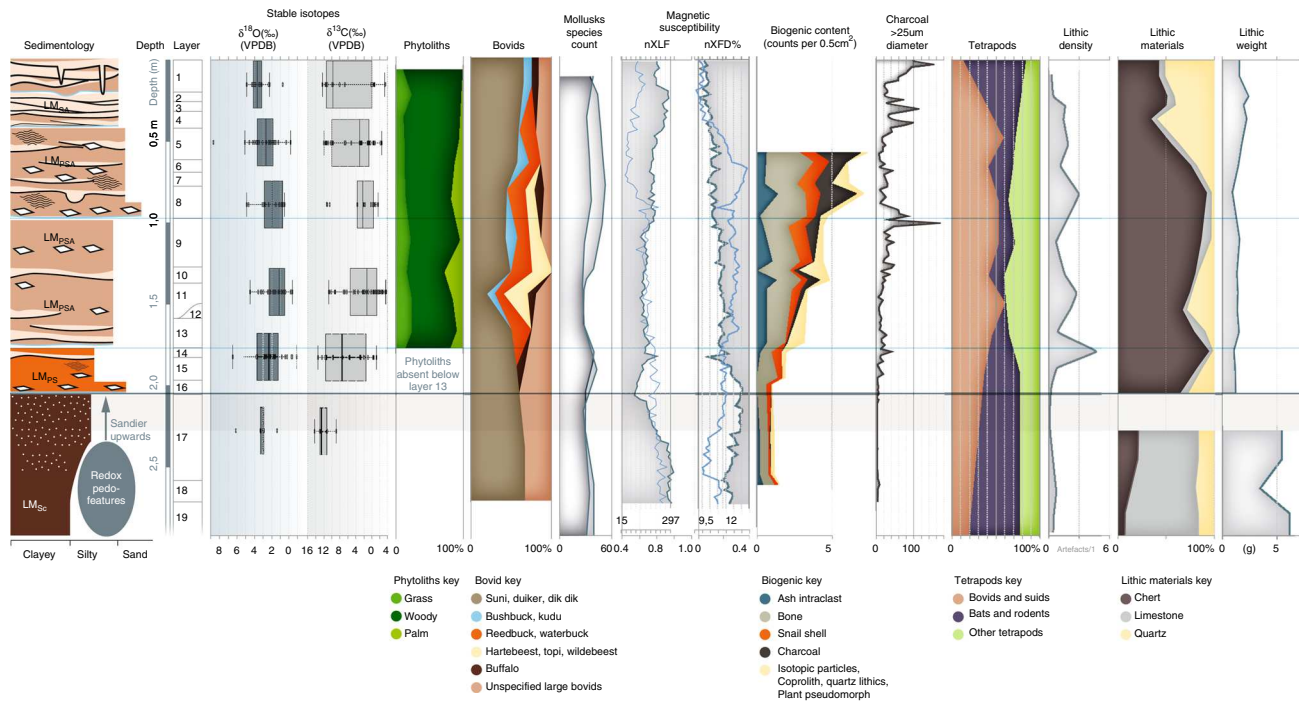 Stable isotopes
Sedimentology
Depth
Layer
δ18O(‰)
(VPDB)
δ13C(‰)
(VPDB)
Phytoliths
Bovids
Mollusks
species
count
Magnetic
susceptibility
nXLF
nXFD%
Biogenic content
(counts per 0.5cm2)
Charcoal
>25um
diameter
Tetrapods
Lithic
density
Lithic
materials
Lithic
weight
Depth (m)
0.5 m
1.0
1,5
2.0
2,5
1
2
3
4
5
6
7
8
9
10
11
12
13
14
15
16
17
18
19
LMSA
LMPSA
LMPSA
LMPSA
LMPSA
LMPS
LMSc
Sandier
upwards
Redox
pedo-
features
Phytoliths
absent below
layer 13
Clayey
Silty
Sand
8 6 4 2 0 16
12 8 4 0 4
0 100%
0 100%
0 60
15 297
0.4 0.8 1.0
9,5 12
0 0.4
0 5
0 100
0 100%
0 Artefacts/1 6
0 100%
0 (g) 5
Phytoliths key
Grass
Woody
Palm
Bovid key
Suni, duiker, dik dik
Bushbuck, kudu
Reedbuck, waterbuck
Hartebeest, topi, wildebeest
Buffalo
Unspecified large bovids
Biogenic key
Ash intraclast
Bone
Snail shell
Charcoal
Isotopic particles,
Coprolith, quartz lithics,
Plant pseudomorph
Tetrapods key
Bovids and suids
Bats and rodents
Other tetrapods
Lithic materials key
Chert
Limestone
Quartz